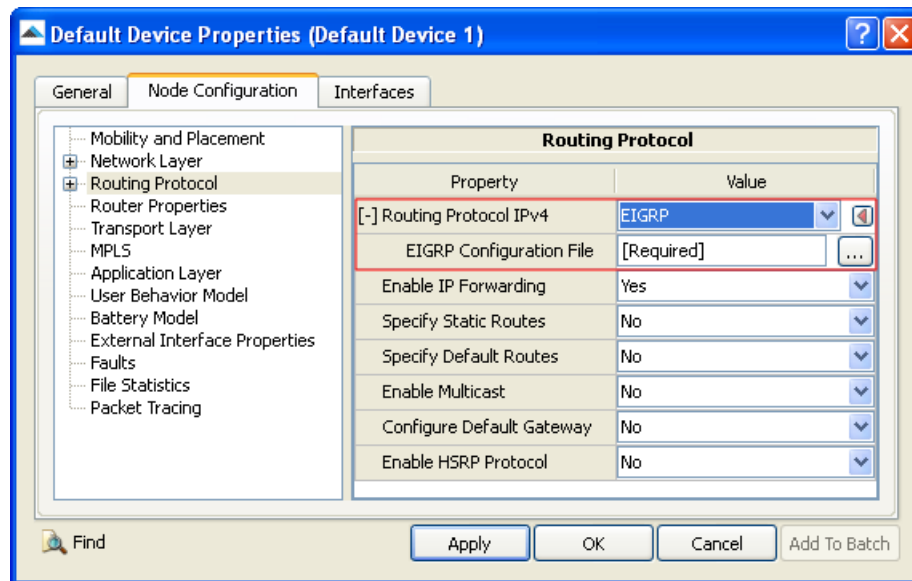 Default Device Properties (Default Device 1)
?
General Node Configuration Interfaces
Mobility and Placement
Network Layer
Routing Protocol
Router Properties
Transport Layer
MPLS
Application Layer
User Behavior Model
Battery Model
External Interface Properties
Faults
File Statistics
Packet Tracing
Routing Protocol
Property Value
[-] Routing Protocol IPv4 EIGRP
EIGRP Configuration File [Required] ...
Enable IP Forwarding Yes
Specify Static Routes No
Specify Default Routes No
Enable Multicast No
Configure Default Gateway No
Enable HSRP Protocol No
Find Apply OK Cancel Add To Batch